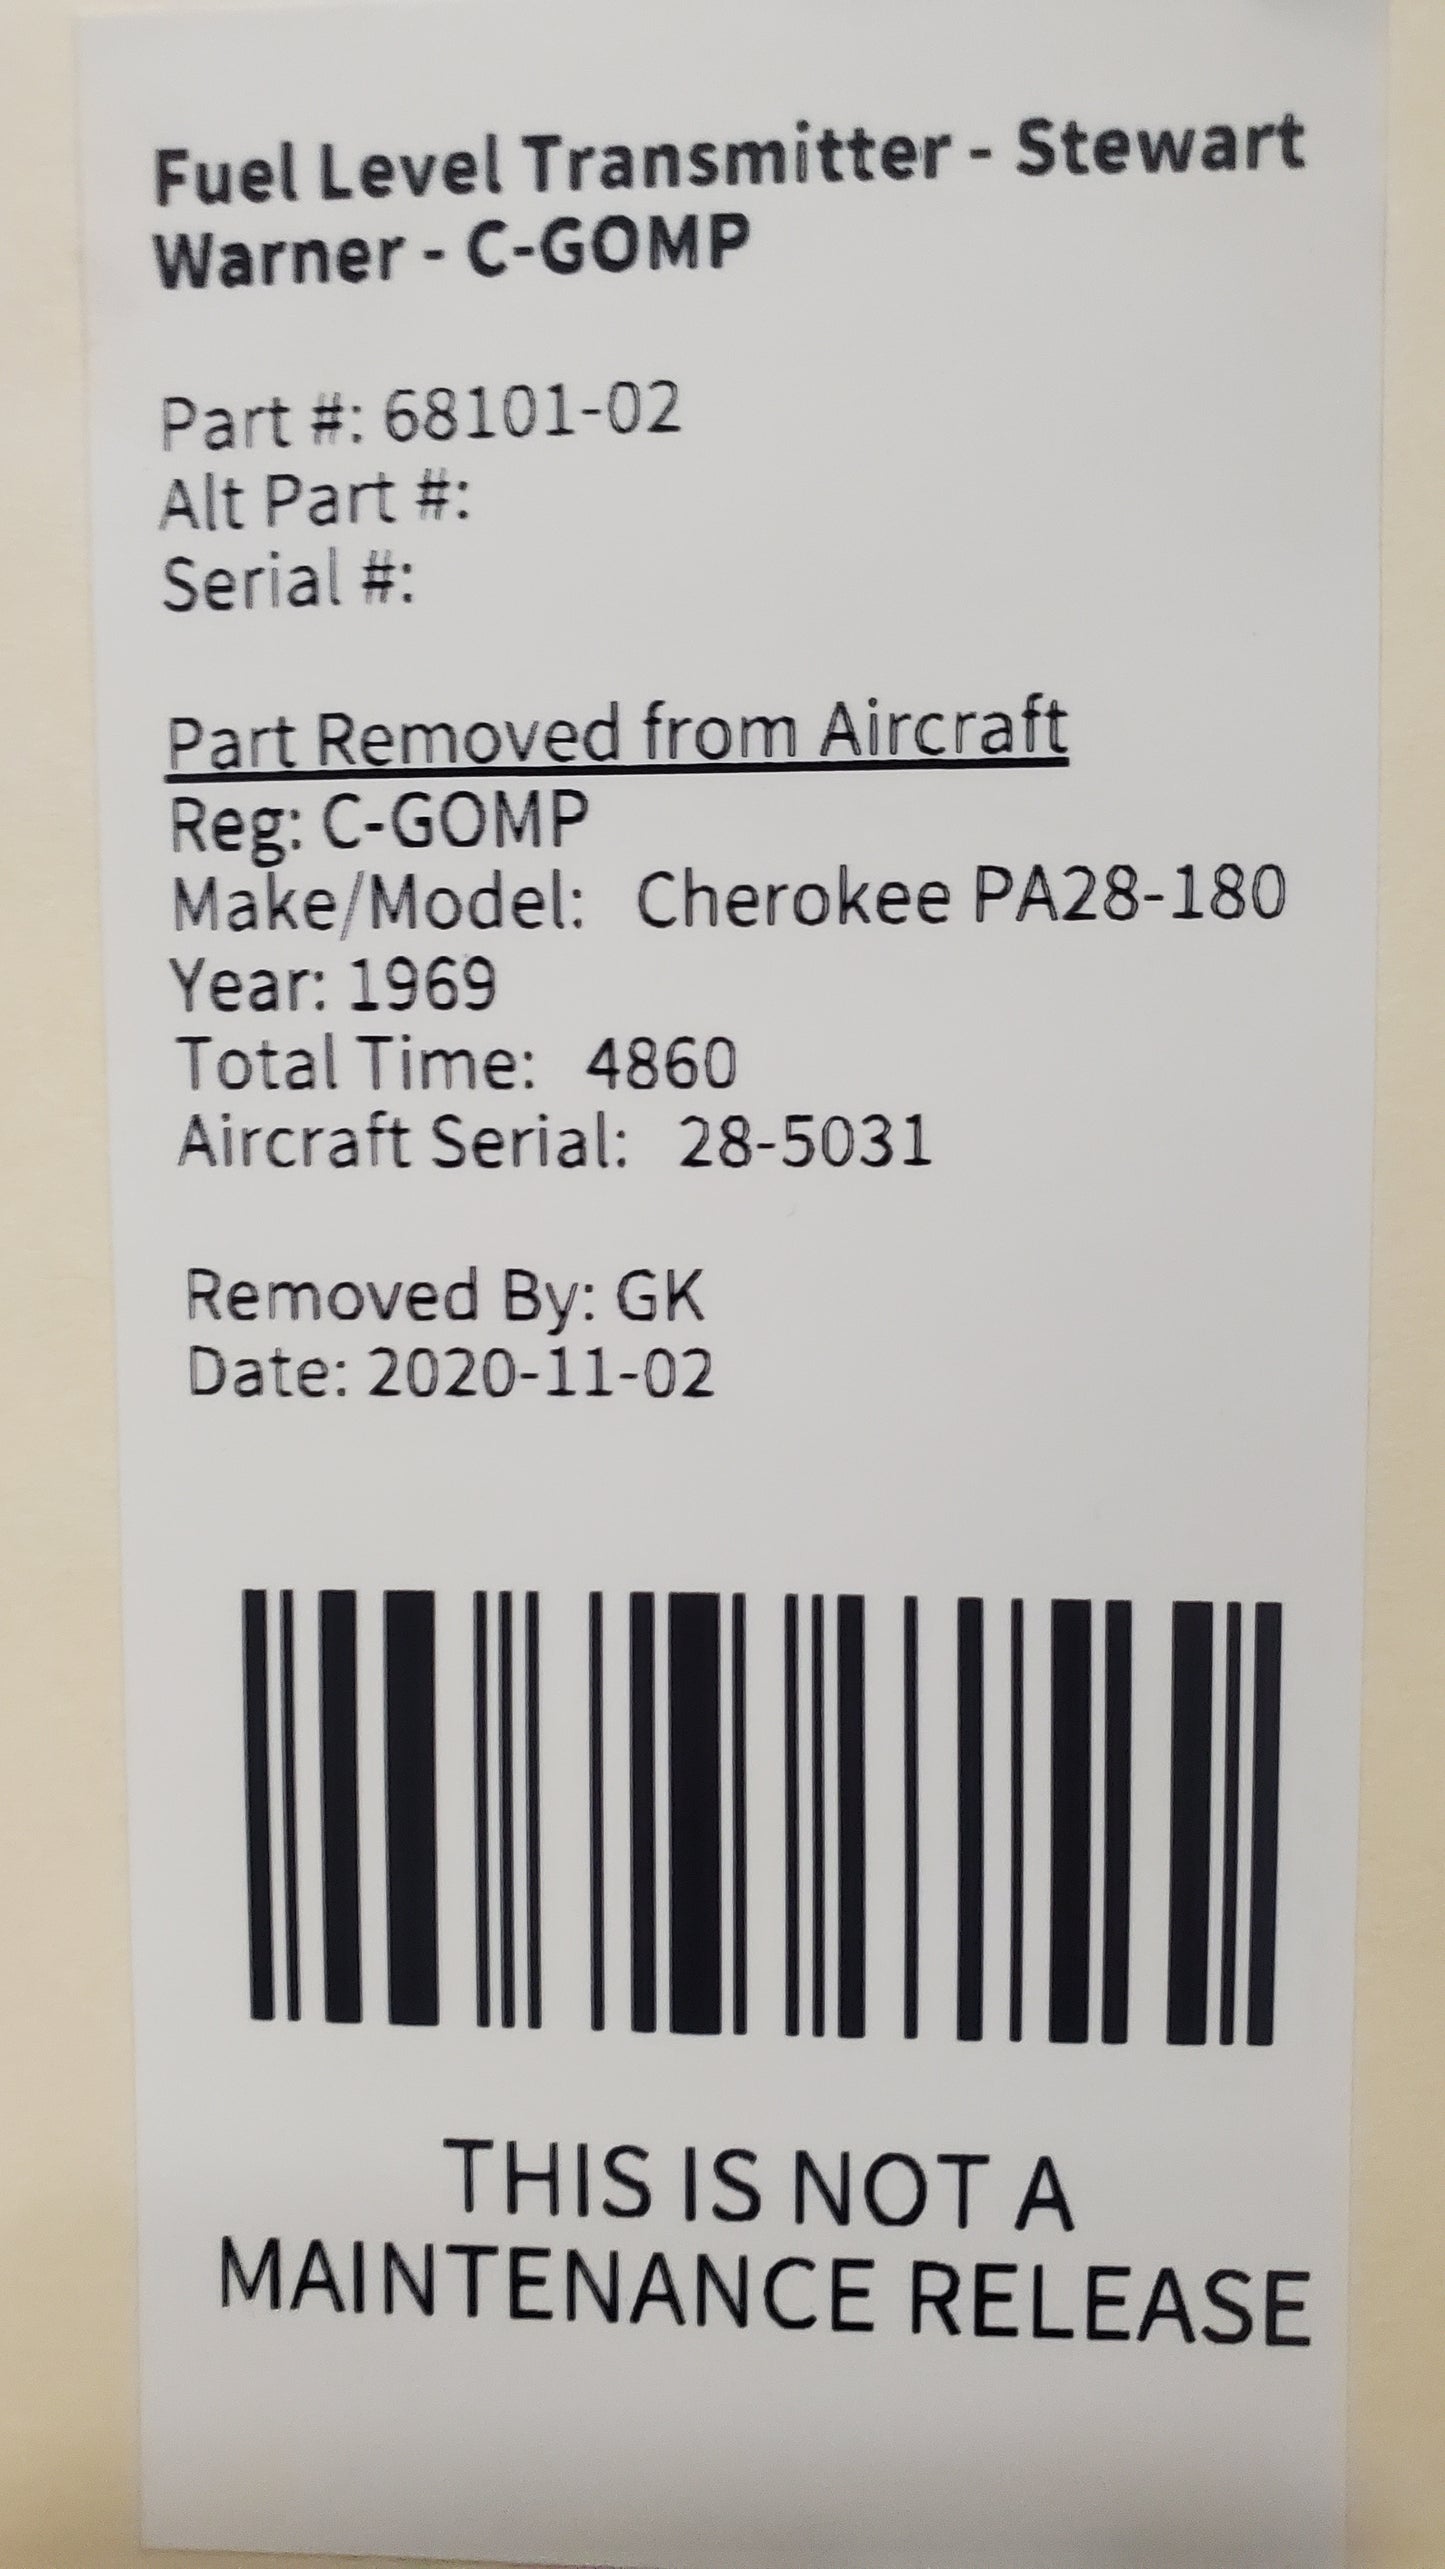 Fuel Level Transmitter - Stewart
Warner - C-GOMP
Part #: 68101-02
Alt Part #:
Serial #:
Part Removed from Aircraft
Reg: C-GOMP
Make/Model: Cherokee PA28-180
Year: 1969
Total Time: 4860
Aircraft Serial: 28-5031
Removed By: GK
Date: 2020-11-02
THIS IS NOT A
MAINTENANCE RELEASE